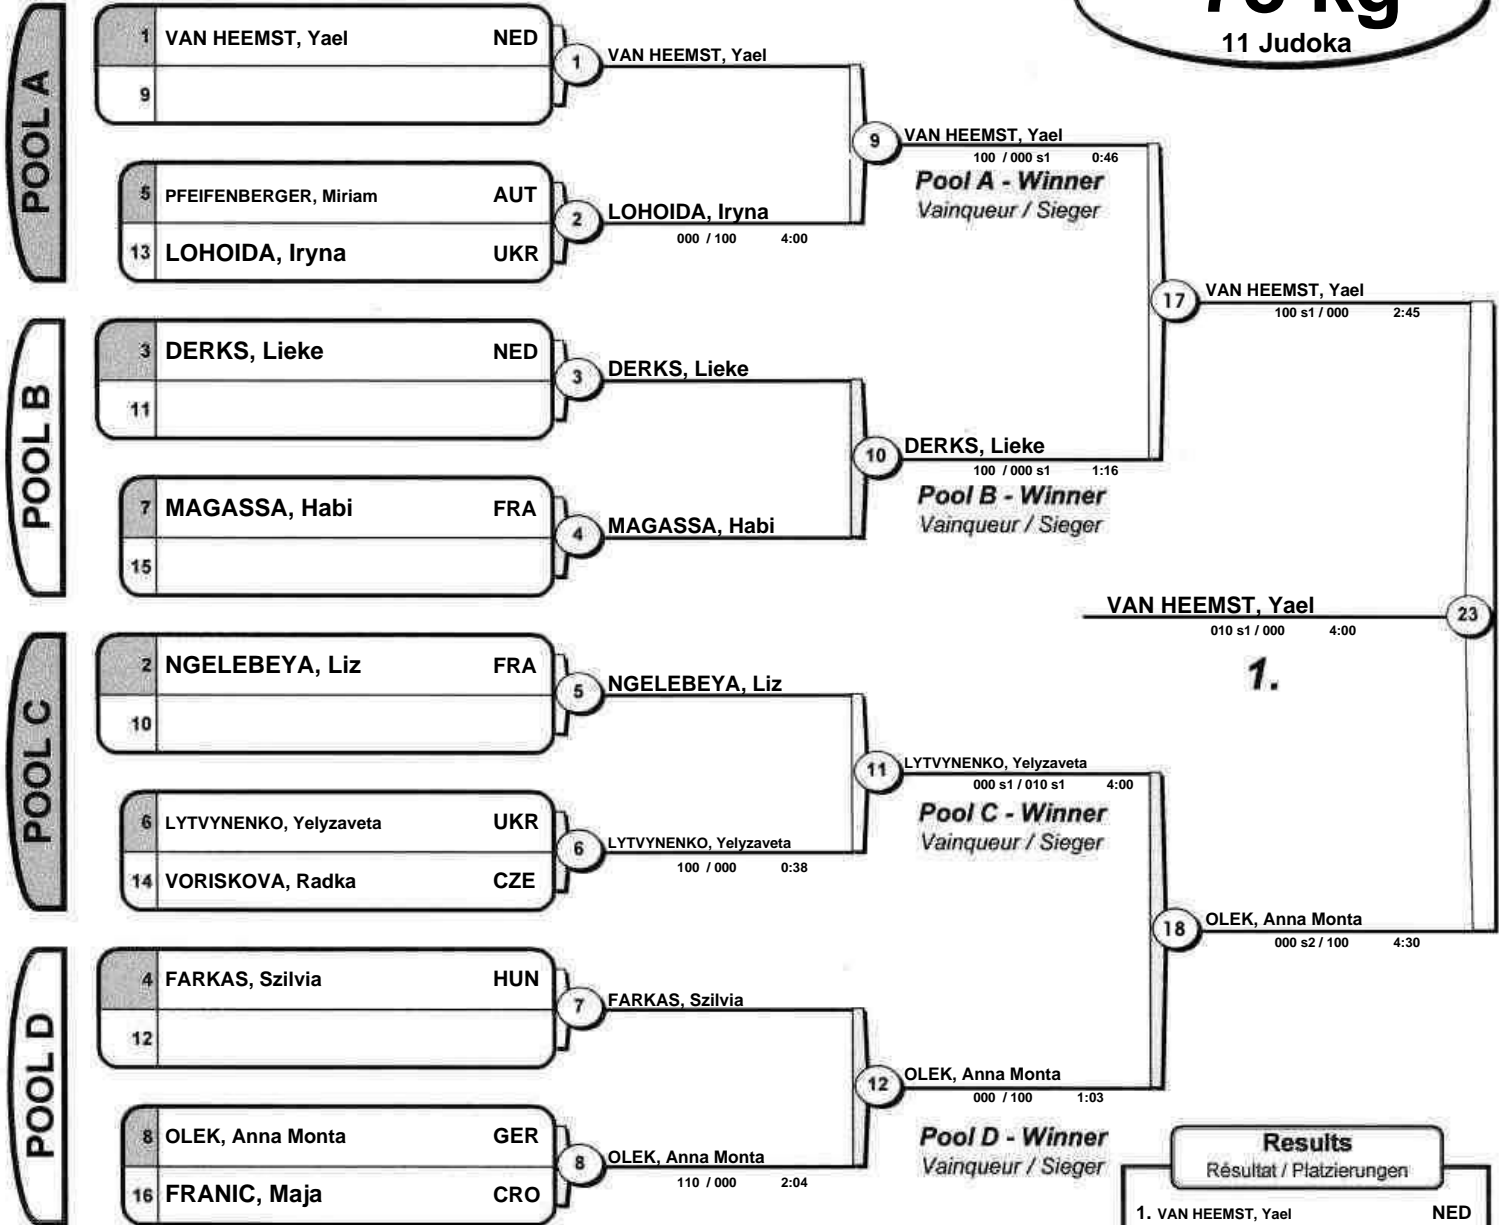 78 kg
11 Judoka
POOL A
1 VAN HEEMST, Yael NED
9
5 PFEIFENBERGER, Miriam AUT
13 LOHOIDA, Iryna UKR
1 VAN HEEMST, Yael
2 LOHOIDA, Iryna
000 / 100 4:00
9 VAN HEEMST, Yael
100 / 000 s1 0:46
Pool A - Winner
Vainqueur / Sieger
POOL B
3 DERKS, Lieke NED
11
7 MAGASSA, Habi FRA
15
3 DERKS, Lieke
4 MAGASSA, Habi
10 DERKS, Lieke
100 / 000 s1 1:16
Pool B - Winner
Vainqueur / Sieger
17 VAN HEEMST, Yael
100 s1 / 000 2:45
POOL C
2 NGELEBEYA, Liz FRA
10
6 LYTVYNENKO, Yelyzaveta UKR
14 VORISKOVA, Radka CZE
5 NGELEBEYA, Liz
6 LYTVYNENKO, Yelyzaveta
100 / 000 0:38
11 LYTVYNENKO, Yelyzaveta
000 s1 / 010 s1 4:00
Pool C - Winner
Vainqueur / Sieger
POOL D
4 FARKAS, Szilvia HUN
12
8 OLEK, Anna Monta GER
16 FRANIC, Maja CRO
7 FARKAS, Szilvia
8 OLEK, Anna Monta
110 / 000 2:04
12 OLEK, Anna Monta
000 / 100 1:03
Pool D - Winner
Vainqueur / Sieger
18 OLEK, Anna Monta
000 s2 / 100 4:30
VAN HEEMST, Yael 23
010 s1 / 000 4:00
1.
Results
Résultat / Platzierungen
1. VAN HEEMST, Yael NED